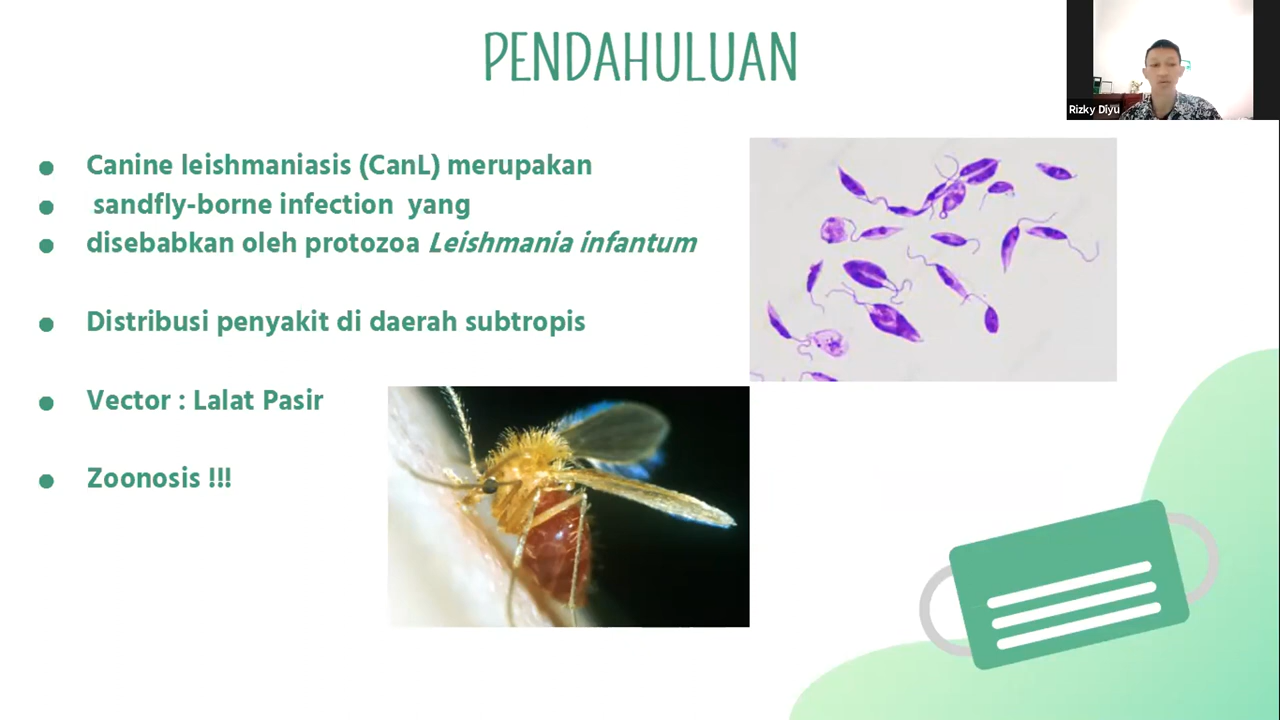 PENDAHULUAN
Rizky Diyu
Canine leishmaniasis (CanL) merupakan
sandfly-borne infection yang
disebabkan oleh protozoa Leishmania infantum
Distribusi penyakit di daerah subtropis
Vector : Lalat Pasir
Zoonosis !!!